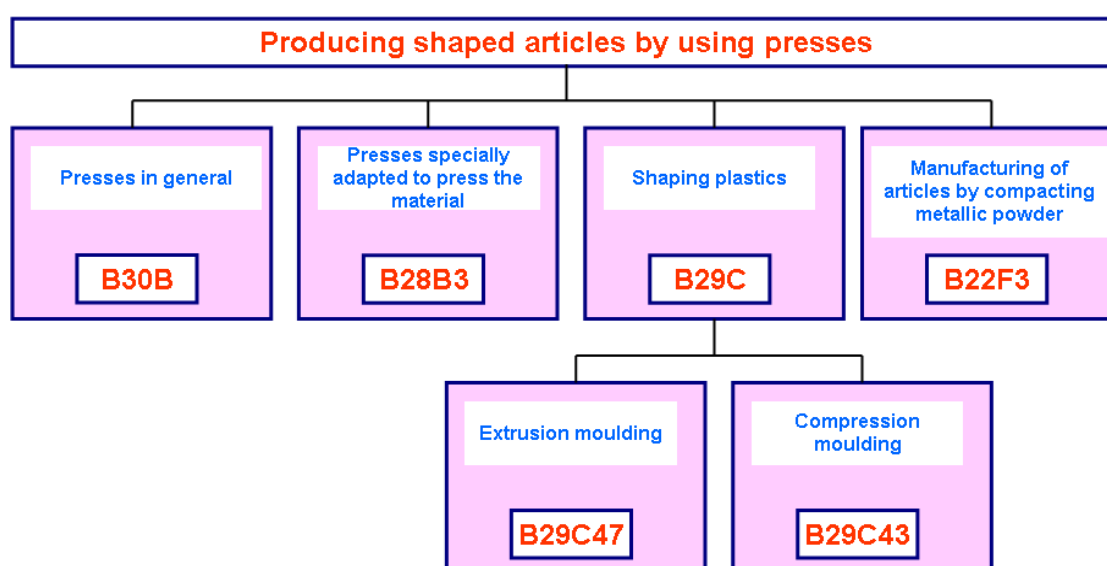 Producing shaped articles by using presses
Presses in general
B30B
Presses specially
adapted to press the
material
B28B3
Shaping plastics
B29C
Manufacturing of
articles by compacting
metallic powder
B22F3
Extrusion moulding
B29C47
Compression
moulding
B29C43